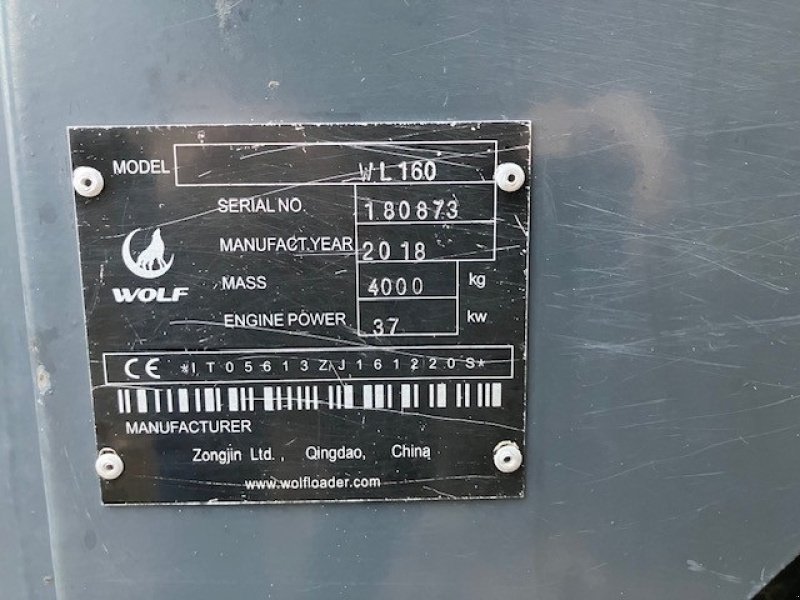 MODEL WL160
SERIAL NO. 180873
MANUFACT.YEAR 2018
MASS 4000 kg
WOLF
ENGINE POWER 37 kw
CE *IT05613ZJ161220S*
MANUFACTURER
Zongjin Ltd., Qingdao, China
www.wolfloader.com